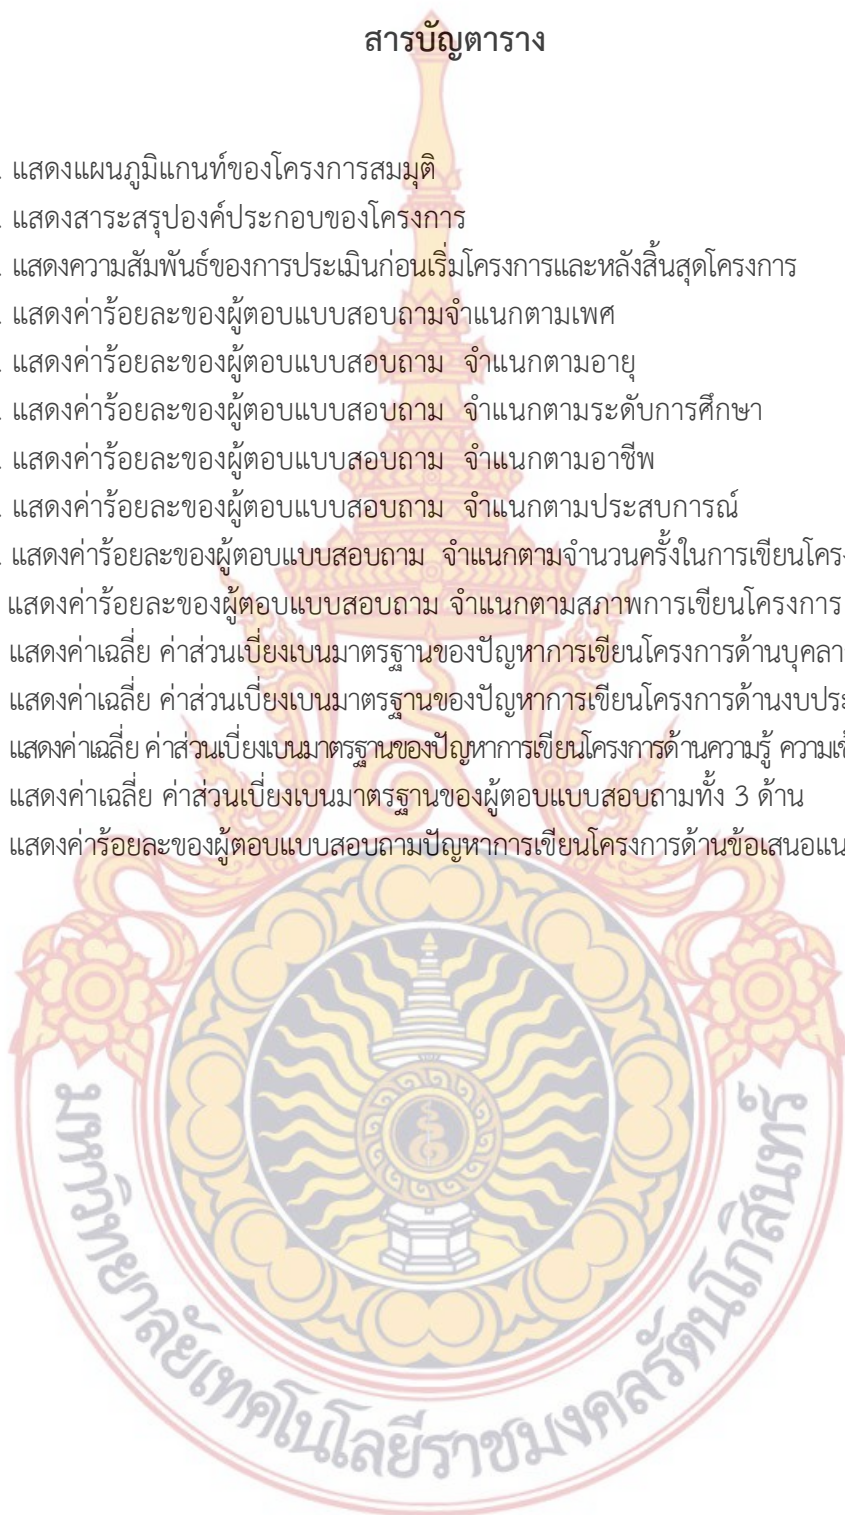 สารบัญตาราง
. แสดงแผนภูมิแกนท์ของโครงการสมมุติ
. แสดงสาระสรุปองค์ประกอบของโครงการ
. แสดงความสัมพันธ์ของการประเมินก่อนเริ่มโครงการและหลังสิ้นสุดโครงการ
. แสดงค่าร้อยละของผู้ตอบแบบสอบถามจำแนกตามเพศ
. แสดงค่าร้อยละของผู้ตอบแบบสอบถาม จำแนกตามอายุ
. แสดงค่าร้อยละของผู้ตอบแบบสอบถาม จำแนกตามระดับการศึกษา
. แสดงค่าร้อยละของผู้ตอบแบบสอบถาม จำแนกตามอาชีพ
. แสดงค่าร้อยละของผู้ตอบแบบสอบถาม จำแนกตามประสบการณ์
. แสดงค่าร้อยละของผู้ตอบแบบสอบถาม จำแนกตามจำนวนครั้งในการเขียนโครง
แสดงค่าร้อยละของผู้ตอบแบบสอบถาม จำแนกตามสภาพการเขียนโครงการ
แสดงค่าเฉลี่ย ค่าส่วนเบี่ยงเบนมาตรฐานของปัญหาการเขียนโครงการด้านบุคลา
แสดงค่าเฉลี่ย ค่าส่วนเบี่ยงเบนมาตรฐานของปัญหาการเขียนโครงการด้านงบประ
แสดงค่าเฉลี่ย ค่าส่วนเบี่ยงเบนมาตรฐานของปัญหาการเขียนโครงการด้านความรู้ ความเข้
แสดงค่าเฉลี่ย ค่าส่วนเบี่ยงเบนมาตรฐานของผู้ตอบแบบสอบถามทั้ง 3 ด้าน
แสดงค่าร้อยละของผู้ตอบแบบสอบถามปัญหาการเขียนโครงการด้านข้อเสนอแน
มหาวิทยาลัยเทคโนโลยีราชมงคลรัตนโกสินทร์